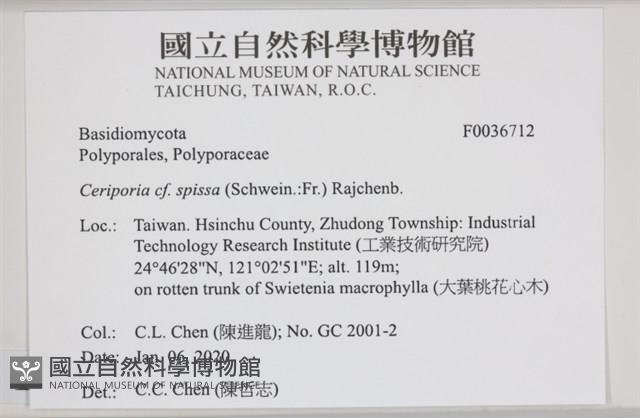 國立自然科學博物館
NATIONAL MUSEUM OF NATURAL SCIENCE
TAICHUNG, TAIWAN, R.O.C.
Basidiomycota F0036712
Polyporales, Polyporaceae
Ceriporia cf. spissa (Schwein.:Fr.) Rajchenb.
Loc.: Taiwan. Hsinchu County, Zhudong Township: Industrial
Technology Research Institute (工業技術研究院)
24°46'28"N, 121°02'51"E; alt. 119m;
on rotten trunk of Swietenia macrophylla (大葉桃花心木)
Col.: C.L. Chen (陳進龍); No. GC 2001-2
Date: Jan. 06, 2020
國立自然科學博物館
NATIONAL MUSEUM OF NATURAL SCIENCE
Det.: C.C. Chen (陳哲志)